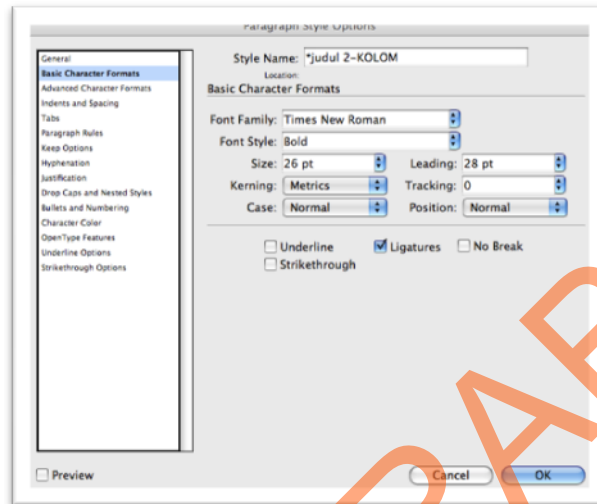 Paragraph Style Options
General
Basic Character Formats
Advanced Character Formats
Indents and Spacing
Tabs
Paragraph Rules
Keep Options
Hyphenation
Justification
Drop Caps and Nested Styles
Bullets and Numbering
Character Color
OpenType Features
Underline Options
Strikethrough Options
Style Name: *judul 2-KOLOM
Location:
Basic Character Formats
Font Family: Times New Roman
Font Style: Bold
Size: 26 pt Leading: 28 pt
Kerning: Metrics Tracking: 0
Case: Normal Position: Normal
Underline Ligatures No Break
Strikethrough
Preview Cancel OK